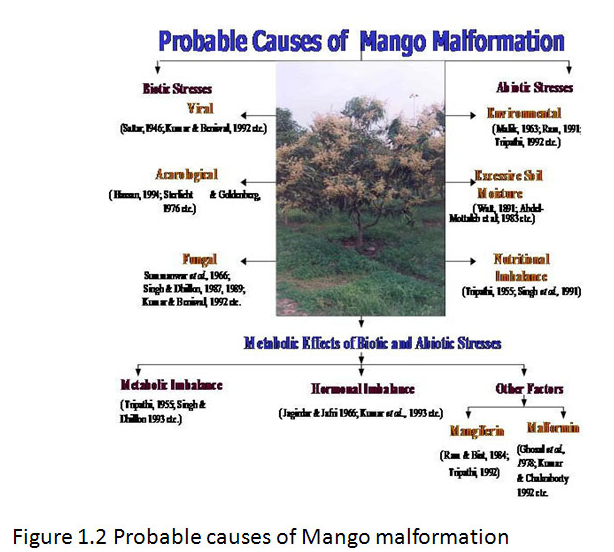 Probable Causes of Mango Malformation
Biotic Stresses
Viral
(Sattar, 1946; Kumar & Beniwal, 1992 etc.)
Acarological
(Hassan, 1994; Sterlicht & Goldenberg,
1976 etc.)
Fungal
et al., 1966;
Singh & Dhillon, 1987, 1989;
Kumar & Beniwal, 1992 etc.
Abiotic Stresses
Environmental
(Malik, 1963; Ram, 1991;
Tripathi, 1992 etc.)
Excessive Soil
Moisture
(Watt, 1891; Abdel-
et al; 1983 etc.)
Nutritional
Imbalance
(Tripathi, 1955; Singh et al., 1991)
Metabolic Effects of Biotic and Abiotic Stresses
Metabolic Imbalance
(Tripathi, 1955; Singh &
Dhillon 1993 etc.)
Hormonal Imbalance
(Jagirdar & Jafri 1966; Kumar et al., 1993 etc.)
Other Factors
Mangiferin
(Ram & Bist, 1984;
Tripathi, 1992)
Malformin
(Ghosal et al.,
1978; Kumar
& Chakraborty
1992 etc.
Figure 1.2 Probable causes of Mango malformation